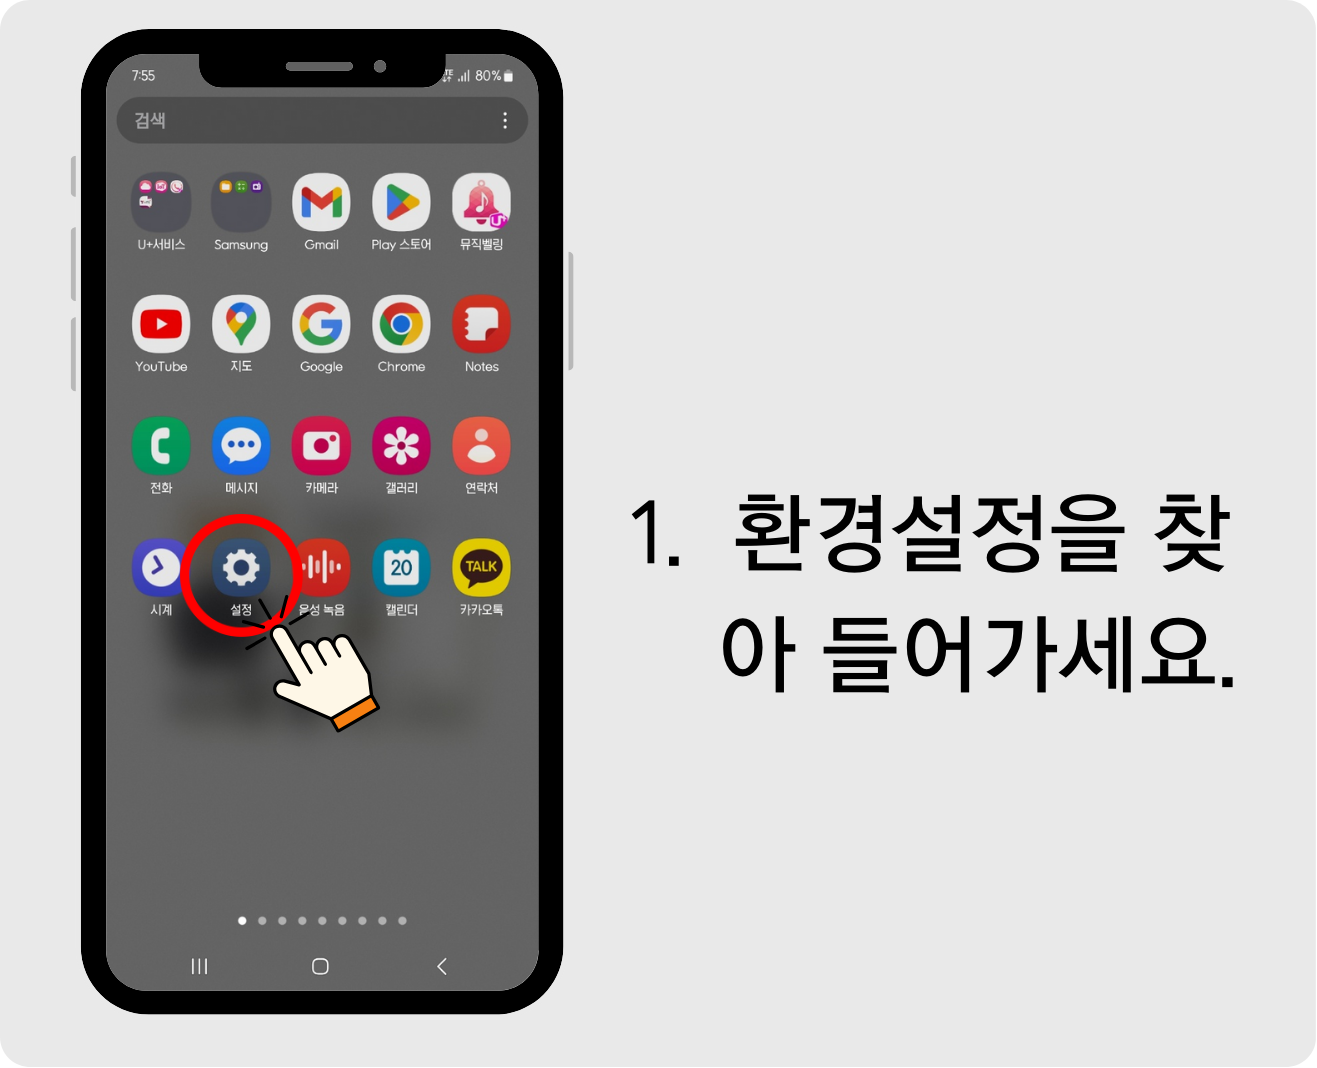 7:55
80%
검색
U+서비스 Samsung Gmail Play 스토어 뮤직벨링
YouTube 지도 Google Chrome Notes
전화 메시지 카메라 갤러리 연락처
20 TALK
시계 설정 음성 녹음 캘린더 카카오톡
1. 환경설정을 찾
아 들어가세요.